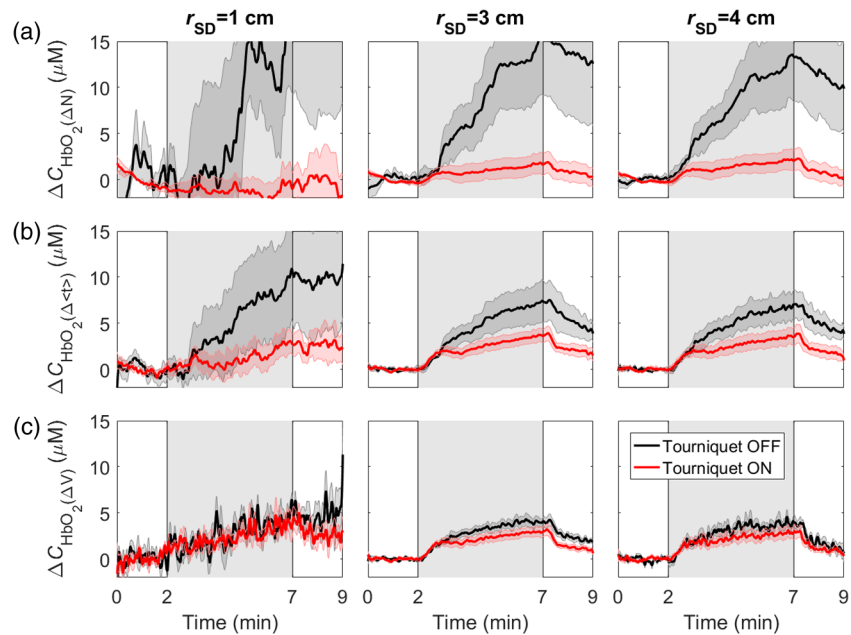 r_SD=1 cm r_SD=3 cm r_SD=4 cm
(a)
ΔC_HbO₂(ΔN) (μM)
15
10
5
0
(b)
ΔC_HbO₂(Δ<t>) (μM)
15
10
5
0
(c)
ΔC_HbO₂(ΔV) (μM)
15
10
5
0
Tourniquet OFF
Tourniquet ON
0 2 7 9 0 2 7 9 0 2 7 9
Time (min) Time (min) Time (min)